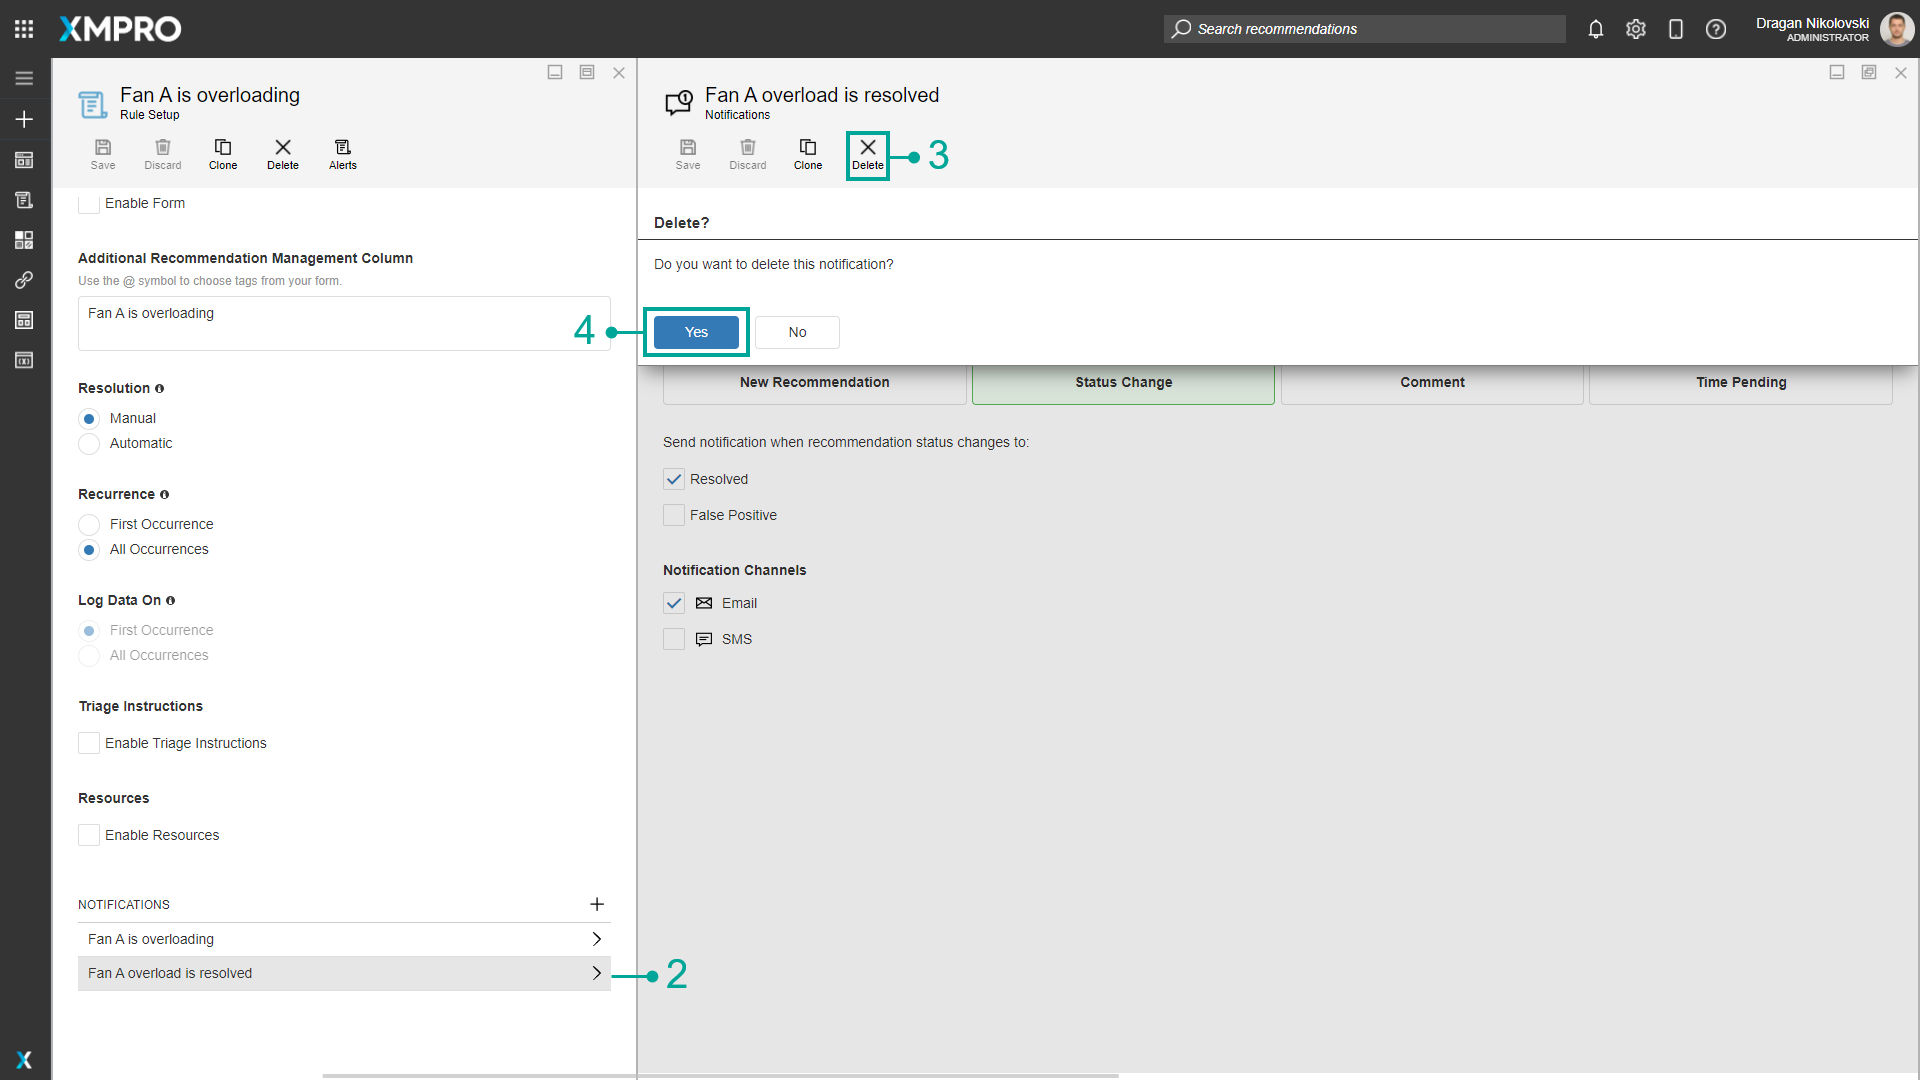 XMPRO
Search recommendations
Dragan Nikolovski
ADMINISTRATOR
Fan A is overloading
Rule Setup
Save
Discard
Clone
Delete
Alerts
Enable Form
Additional Recommendation Management Column
Use the @ symbol to choose tags from your form.
Fan A is overloading
Resolution
Manual
Automatic
Recurrence
First Occurrence
All Occurrences
Log Data On
First Occurrence
All Occurrences
Triage Instructions
Enable Triage Instructions
Resources
Enable Resources
NOTIFICATIONS
Fan A is overloading
Fan A overload is resolved
2
Fan A overload is resolved
Notifications
Save
Discard
Clone
Delete
3
Delete?
Do you want to delete this notification?
4
Yes
No
New Recommendation
Status Change
Comment
Time Pending
Send notification when recommendation status changes to:
Resolved
False Positive
Notification Channels
Email
SMS